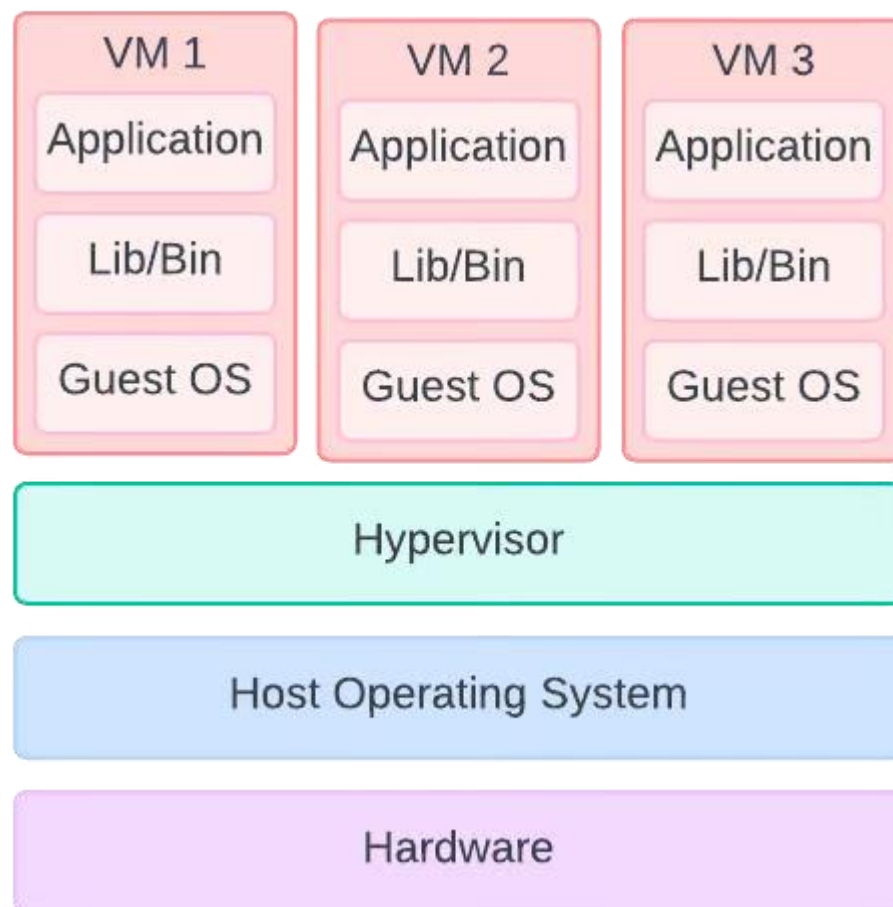 VM 1
Application
Lib/Bin
Guest OS
VM 2
Application
Lib/Bin
Guest OS
VM 3
Application
Lib/Bin
Guest OS
Hypervisor
Host Operating System
Hardware